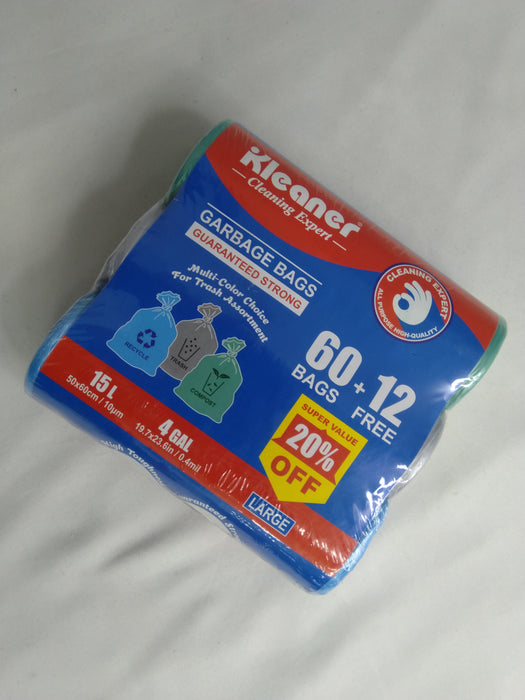 Kleaner
Cleaning Expert
GARBAGE BAGS
GUARANTEED STRONG
Multi-Color Choice
For Trash Assortment
CLEANING EXPERT
ALL PURPOSE HIGH-QUALITY
RECYCLE
TRASH
COMPOST
60 + 12
BAGS FREE
SUPER VALUE
20%
OFF
15 L
50x60cm / 10µm
4 GAL
19.7x23.6in / 0.4mil
LARGE
High